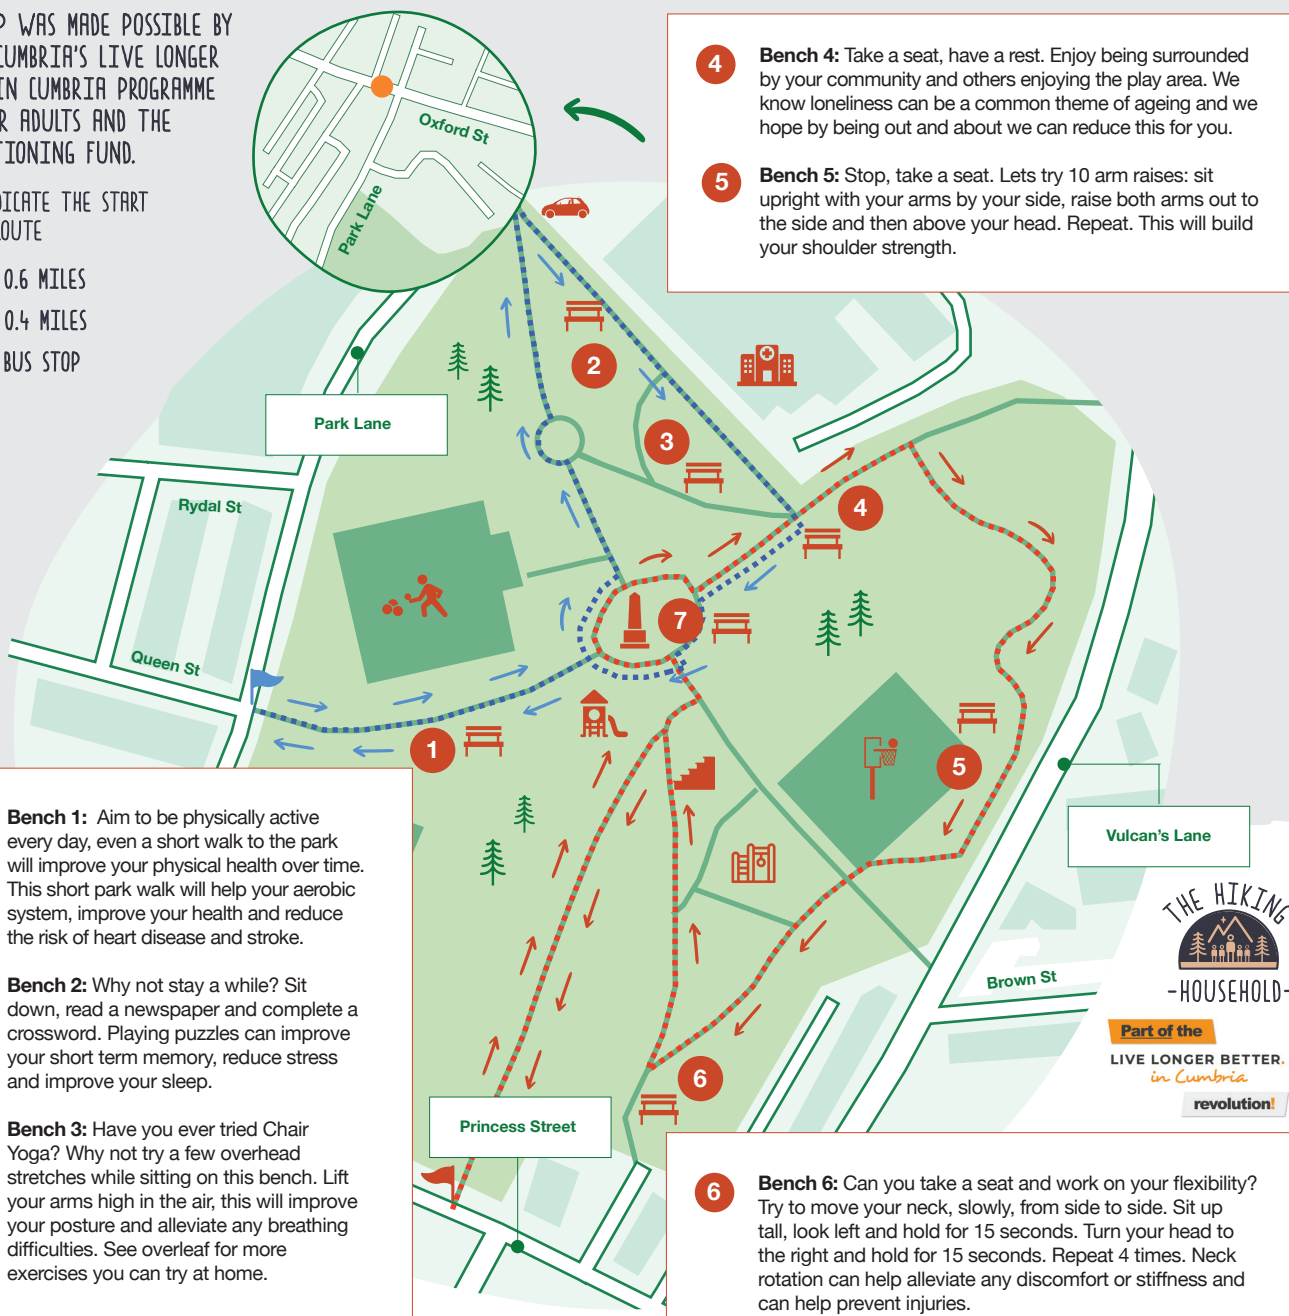 WAS MADE POSSIBLE BY
CUMBRIA'S LIVE LONGER
IN CUMBRIA PROGRAMME
ADULTS AND THE
FUND.
THE START
0.6 MILES
0.4 MILES
BUS STOP
Oxford St
Park Lane
4
Bench 4: Take a seat, have a rest. Enjoy being surrounded
by your community and others enjoying the play area. We
know loneliness can be a common theme of ageing and we
hope by being out and about we can reduce this for you.
5
Bench 5: Stop, take a seat. Lets try 10 arm raises: sit
upright with your arms by your side, raise both arms out to
the side and then above your head. Repeat. This will build
your shoulder strength.
2
Park Lane
3
Rydal St
4
7
Queen St
1
5
Vulcan's Lane
Brown St
6
Princess Street
Bench 1: Aim to be physically active
every day, even a short walk to the park
will improve your physical health over time.
This short park walk will help your aerobic
system, improve your health and reduce
the risk of heart disease and stroke.
Bench 2: Why not stay a while? Sit
down, read a newspaper and complete a
crossword. Playing puzzles can improve
your short term memory, reduce stress
and improve your sleep.
Bench 3: Have you ever tried Chair
Yoga? Why not try a few overhead
stretches while sitting on this bench. Lift
your arms high in the air, this will improve
your posture and alleviate any breathing
difficulties. See overleaf for more
exercises you can try at home.
THE HIKING
-HOUSEHOLD-
Part of the
LIVE LONGER BETTER.
in Cumbria
revolution!
6
Bench 6: Can you take a seat and work on your flexibility?
Try to move your neck, slowly, from side to side. Sit up
tall, look left and hold for 15 seconds. Turn your head to
the right and hold for 15 seconds. Repeat 4 times. Neck
rotation can help alleviate any discomfort or stiffness and
can help prevent injuries.